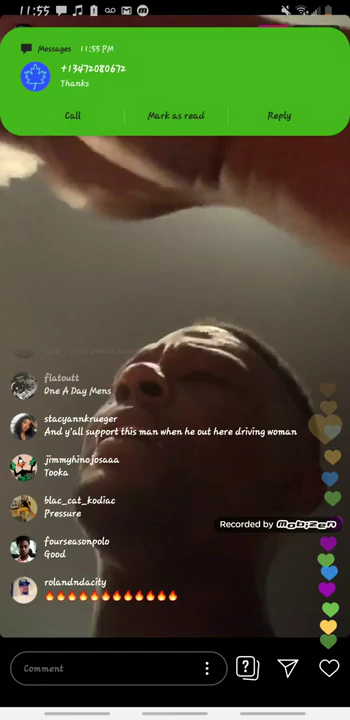 11:55
Messages 11:55 PM
+13472080672
Thanks
Call Mark as read Reply
flatoutt
One A Day Mens
stacyannkrueger
And y'all support this man when he out here driving woman
jimmyhinojosaaa
Tooka
blac_cat_kodiac
Pressure
Recorded by mobizen
fourseasonpolo
Good
rolandndacity
🔥🔥🔥🔥🔥🔥🔥🔥🔥🔥🔥🔥
Comment